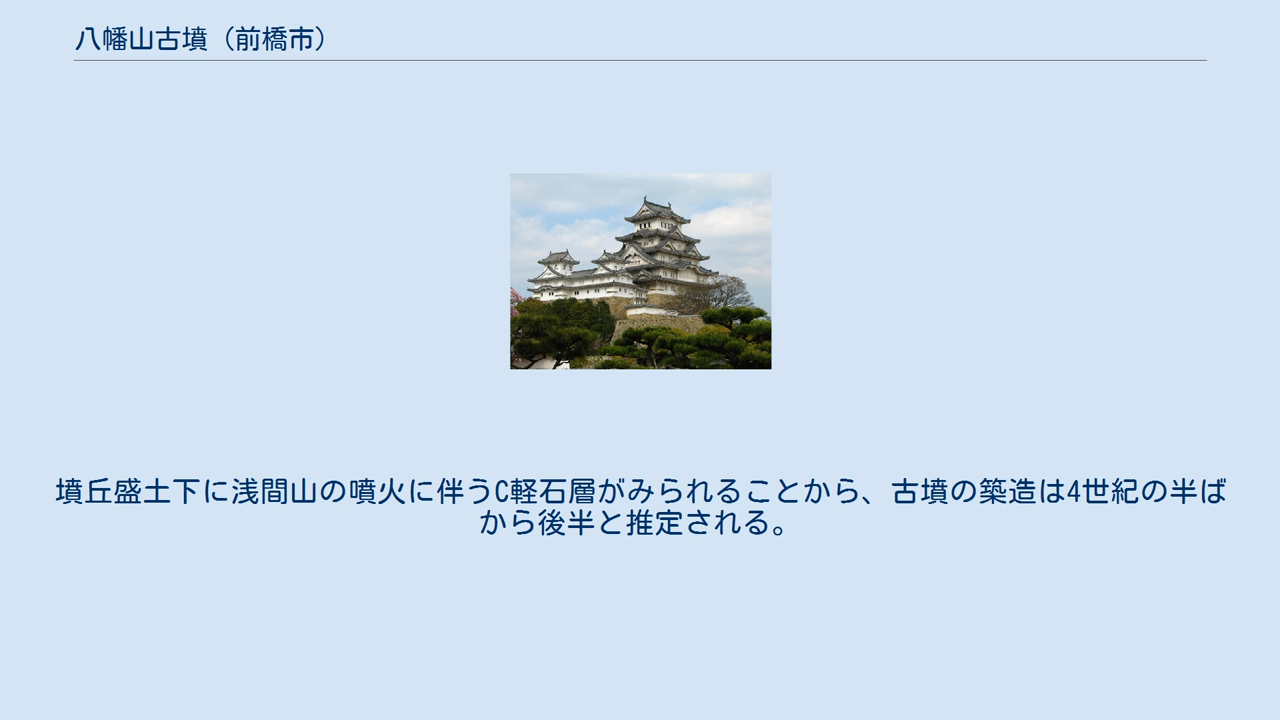 八幡山古墳（前橋市）
墳丘盛土下に浅間山の噴火に伴うC軽石層がみられることから、古墳の築造は4世紀の半ば
から後半と推定される。